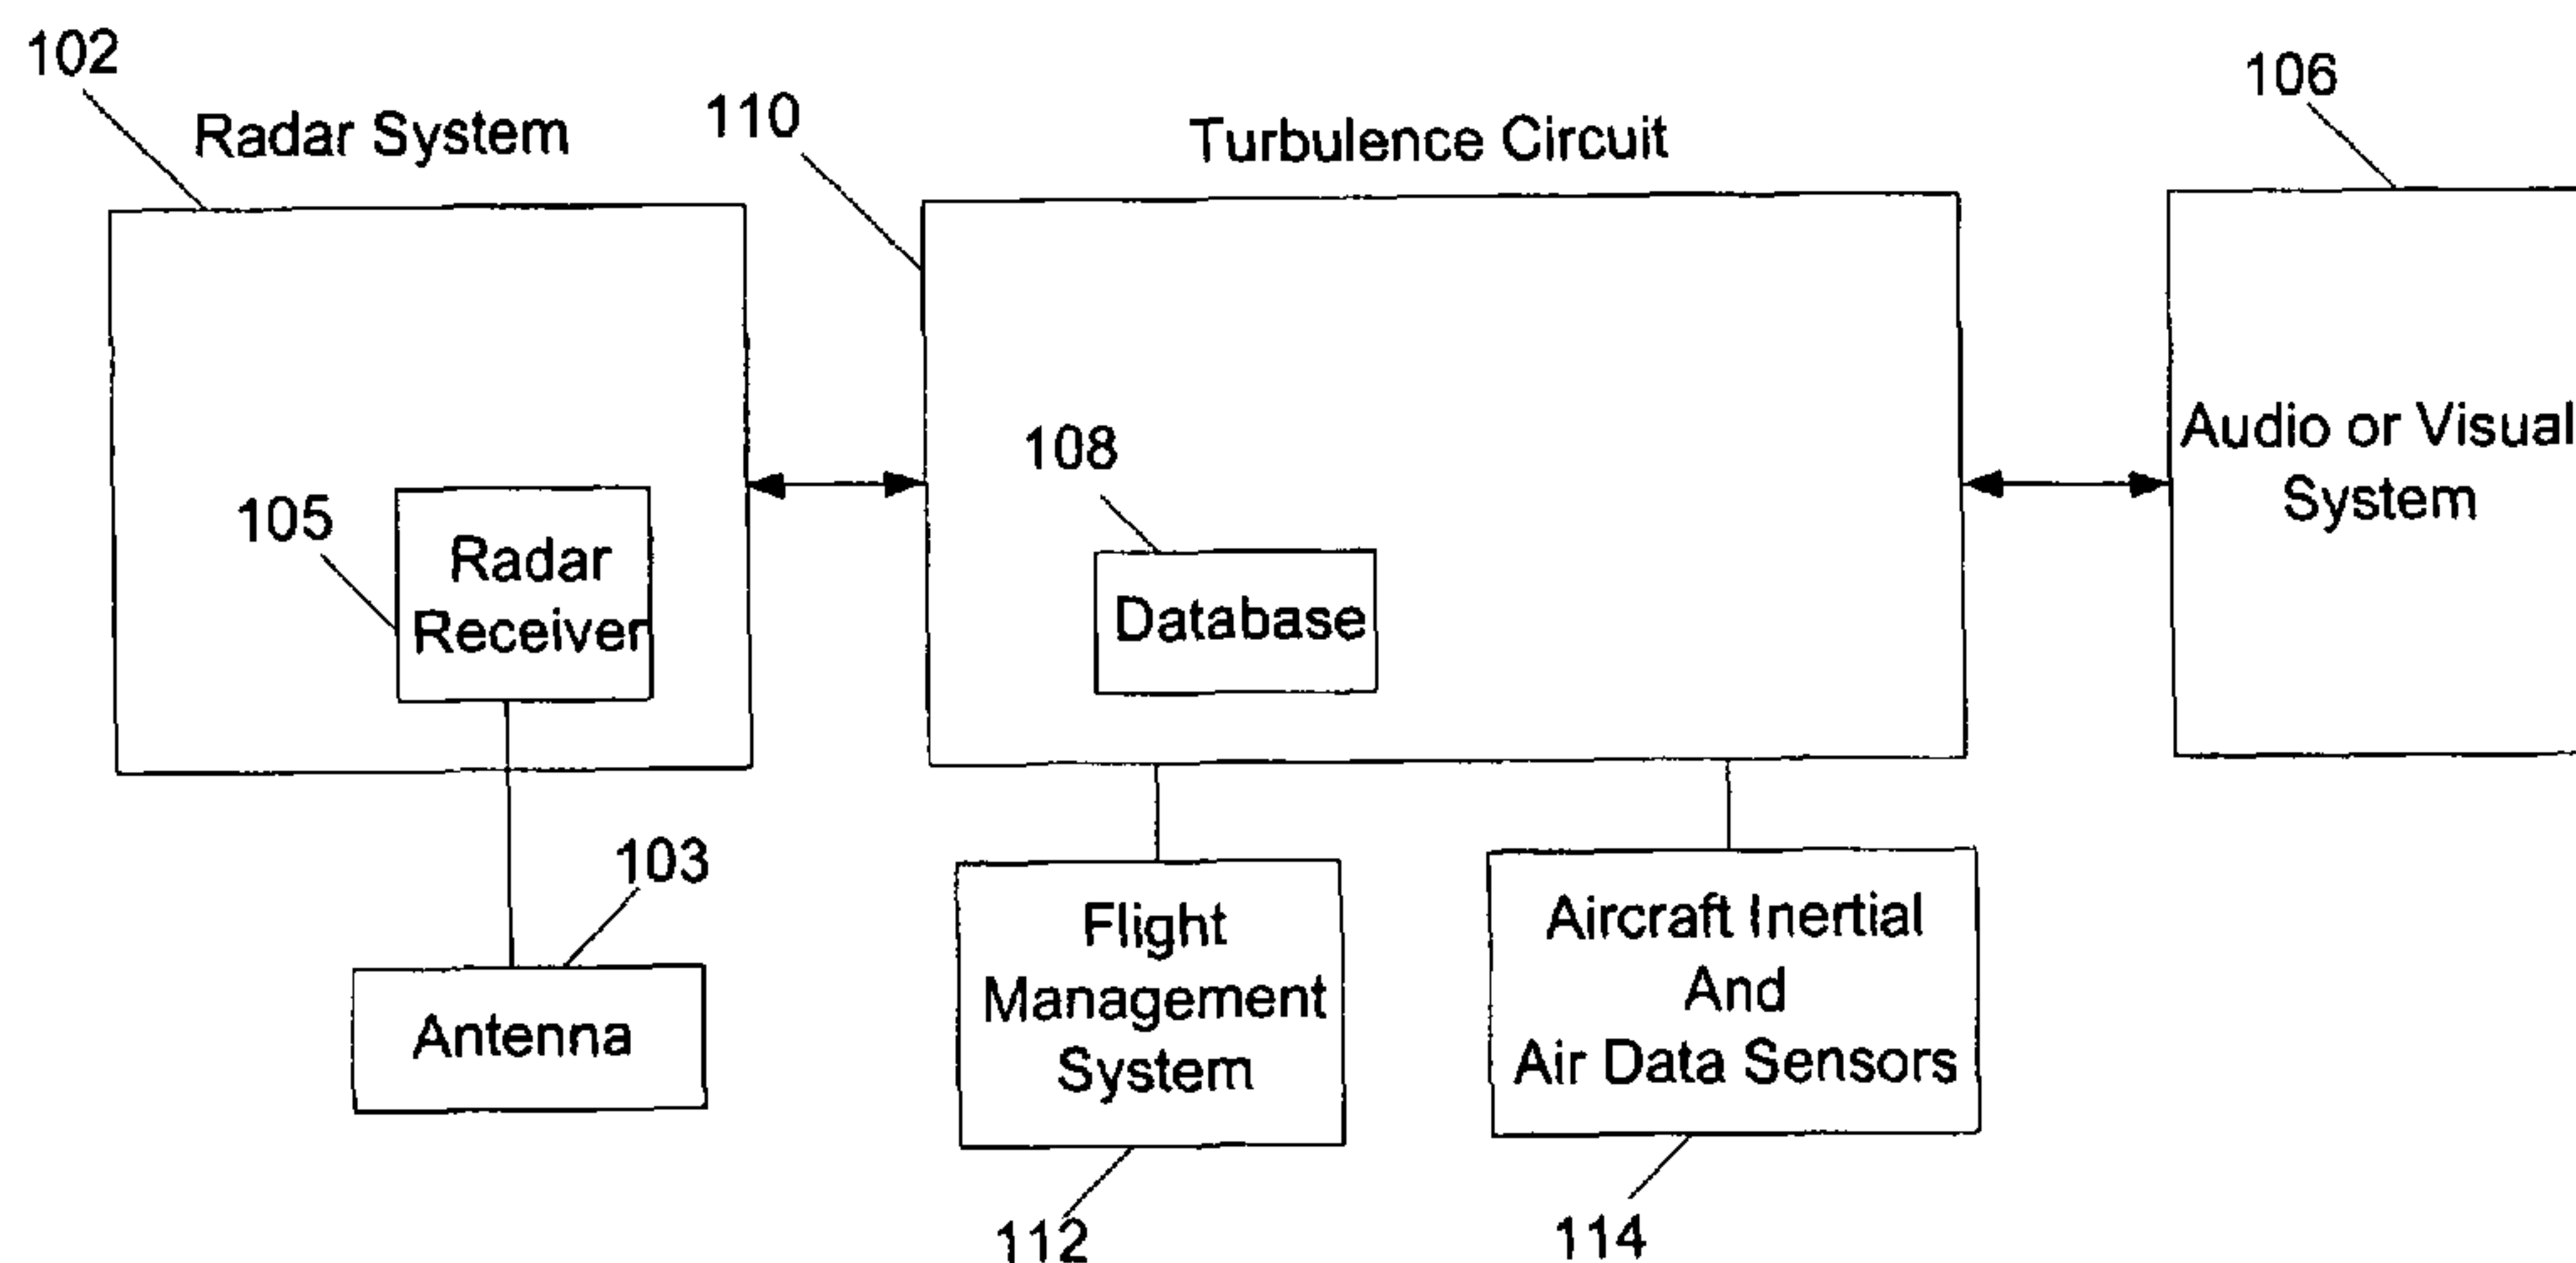 102
Radar System
110
Turbulence Circuit
106
105
Radar
Receiver
108
Database
Audio or Visual
System
103
Antenna
Flight
Management
System
Aircraft Inertial
And
Air Data Sensors
112
114